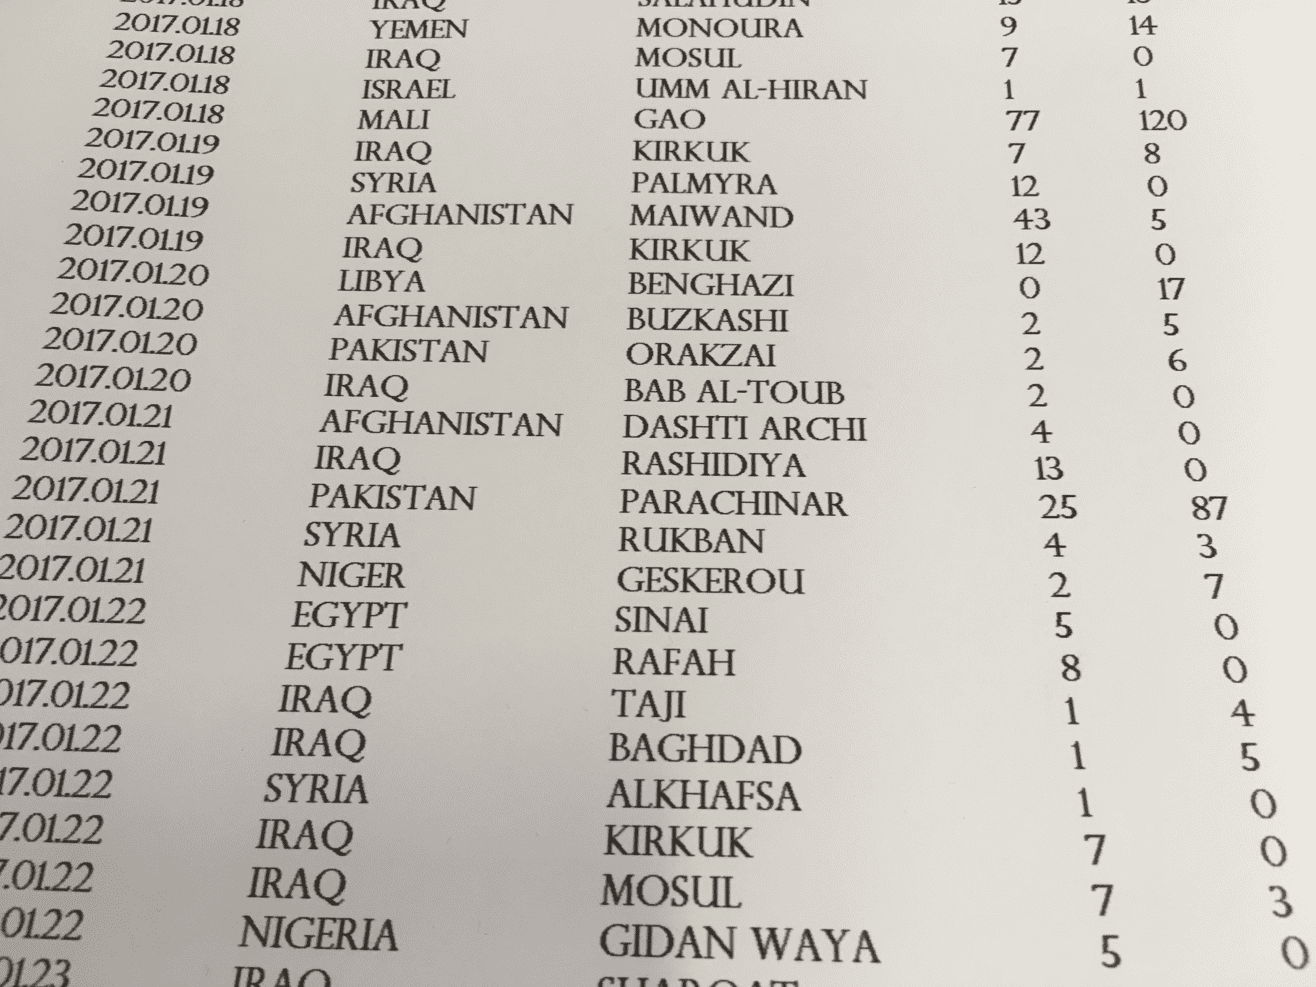 2017.01.18 IRAQ SALAHUDIN
2017.01.18 YEMEN MONOURA 9 14
2017.01.18 IRAQ MOSUL 7 0
2017.01.18 ISRAEL UMM AL-HIRAN 1 1
2017.01.18 MALI GAO 77 120
2017.01.19 IRAQ KIRKUK 7 8
2017.01.19 SYRIA PALMYRA 12 0
2017.01.19 AFGHANISTAN MAIWAND 43 5
2017.01.19 IRAQ KIRKUK 12 0
2017.01.20 LIBYA BENGHAZI 0 17
2017.01.20 AFGHANISTAN BUZKASHI 2 5
2017.01.20 PAKISTAN ORAKZAI 2 6
2017.01.20 IRAQ BAB AL-TOUB 2 0
2017.01.21 AFGHANISTAN DASHTI ARCHI 4 0
2017.01.21 IRAQ RASHIDIYA 13 0
2017.01.21 PAKISTAN PARACHINAR 25 87
2017.01.21 SYRIA RUKBAN 4 3
2017.01.21 NIGER GESKEROU 2 7
2017.01.22 EGYPT SINAI 5 0
017.01.22 EGYPT RAFAH 8 0
017.01.22 IRAQ TAJI 1 4
17.01.22 IRAQ BAGHDAD 1 5
17.01.22 SYRIA ALKHAFSA 1 0
7.01.22 IRAQ KIRKUK 7 0
7.01.22 IRAQ MOSUL 7 3
.01.22 NIGERIA GIDAN WAYA 5 0
01.23 IRAQ SHARQAT